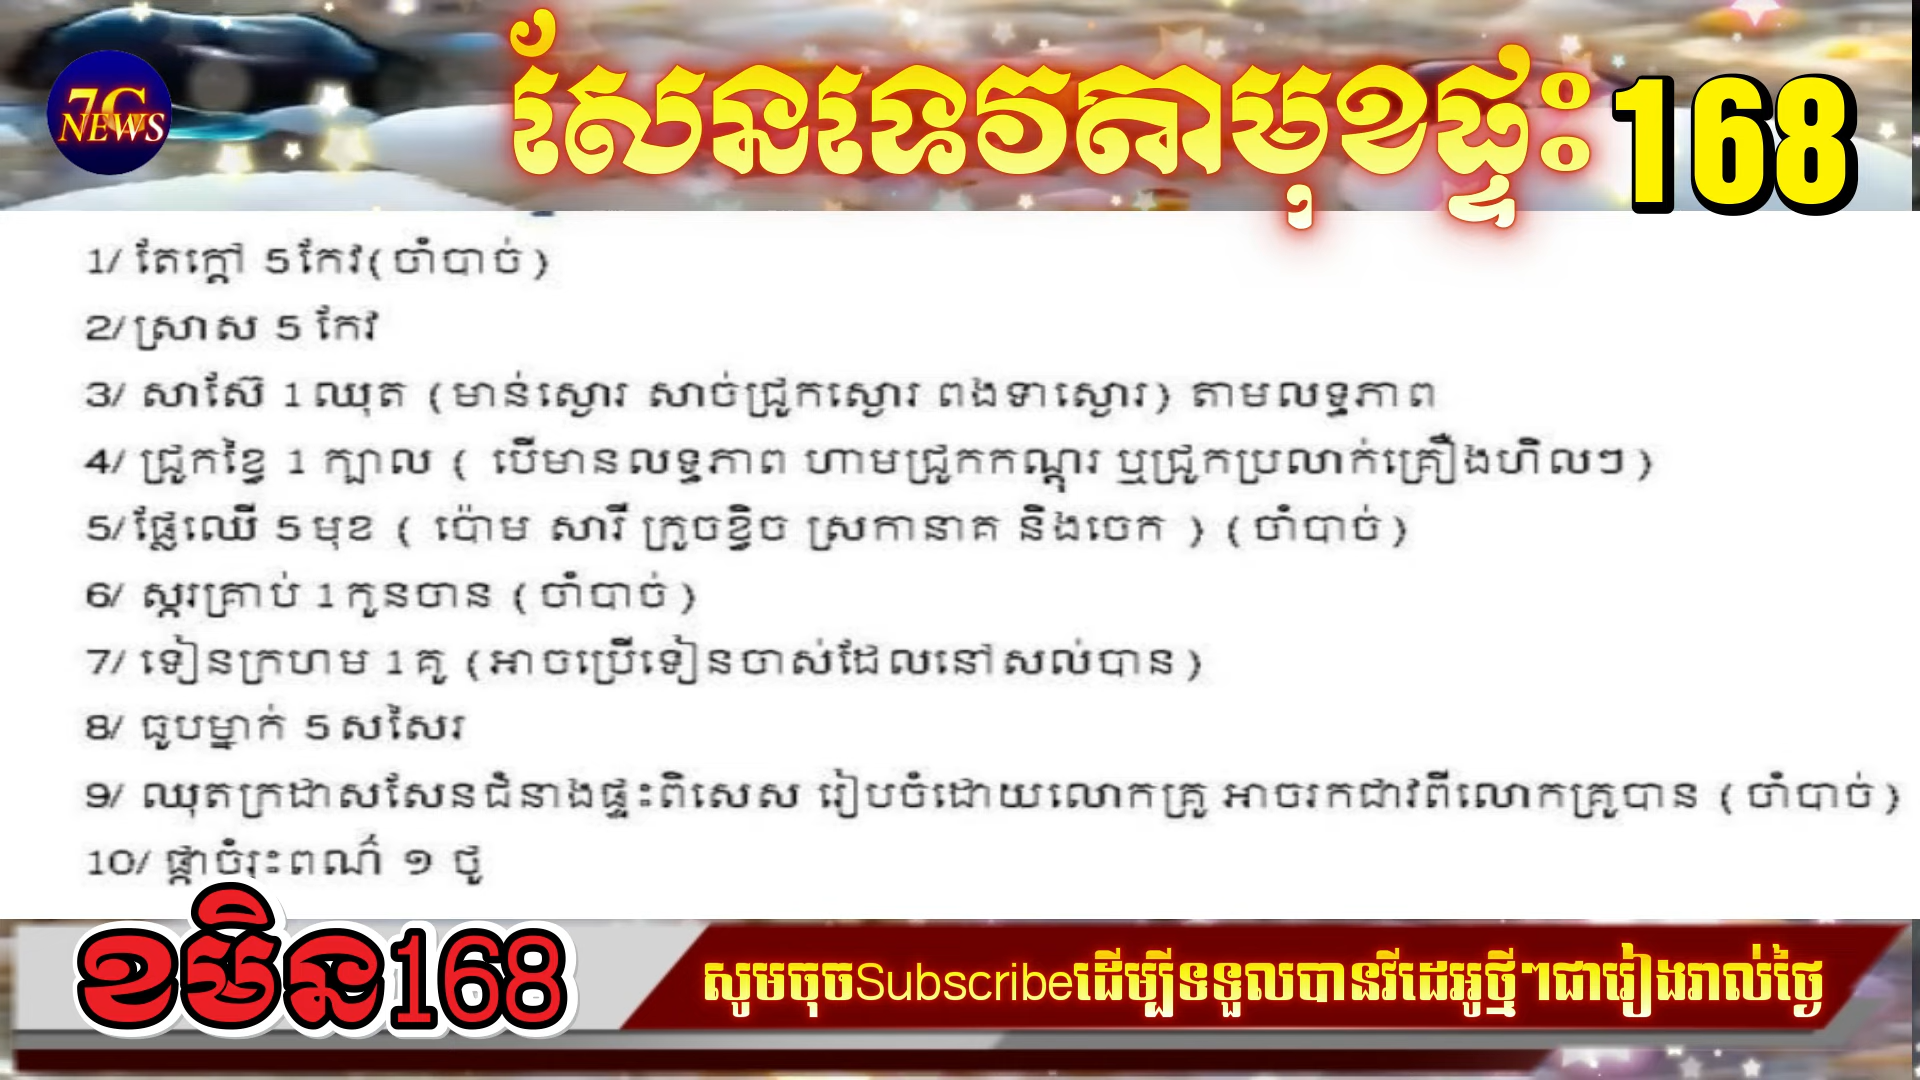 7G
NEWS
សែនទេវតាមុខផ្ទះ 168
1/ តែក្តៅ 5 កែវ(ចាំបាច់)
2/ ស្រាស 5 កែវ
3/ សាស៊ែ 1 ឈុត (មាន់ស្ងោរ សាច់ជ្រូកស្ងោរ ពងទាស្ងោរ) តាមលទ្ធភាព
4/ ជ្រូកខ្វៃ 1 ក្បាល ( បើមានលទ្ធភាព ហាមជ្រូកកណ្តុរ ឬជ្រូកប្រលាក់គ្រឿងហិលៗ)
5/ ផ្លែឈើ 5 មុខ ( ប៉ោម សារី ក្រូចខ្វិច ស្រកានាគ និងចេក ) (ចាំបាច់)
6/ ស្ករគ្រាប់ 1 កូនចាន (ចាំបាច់)
7/ ទៀនក្រហម 1 គូ (អាចប្រើទៀនចាស់ដែលនៅសល់បាន)
8/ ធូបម្នាក់ 5 សសៃរ
9/ ឈុតក្រដាសសែនជំនាងផ្ទះពិសេស រៀបចំដោយលោកគ្រូ អាចរកជាវពីលោកគ្រូបាន (ចាំបាច់)
10/ ផ្កាចំរុះពណ៌ ១ ថូ
ខមិន168
សូមចុចSubscribeដើម្បីទទួលបានវីដេអូថ្មីៗជារៀងរាល់ថ្ងៃ